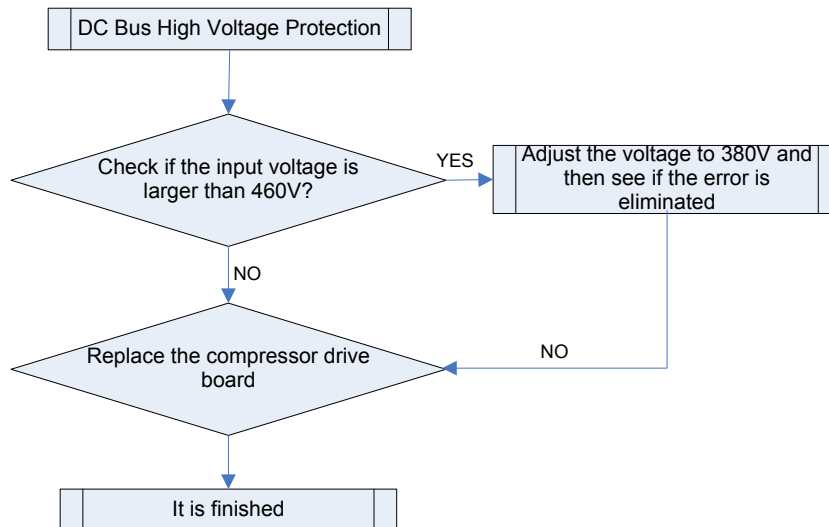 DC Bus High Voltage Protection
Check if the input voltage is
larger than 460V?
YES
Adjust the voltage to 380V and
then see if the error is
eliminated
NO
Replace the compressor drive
board
NO
It is finished